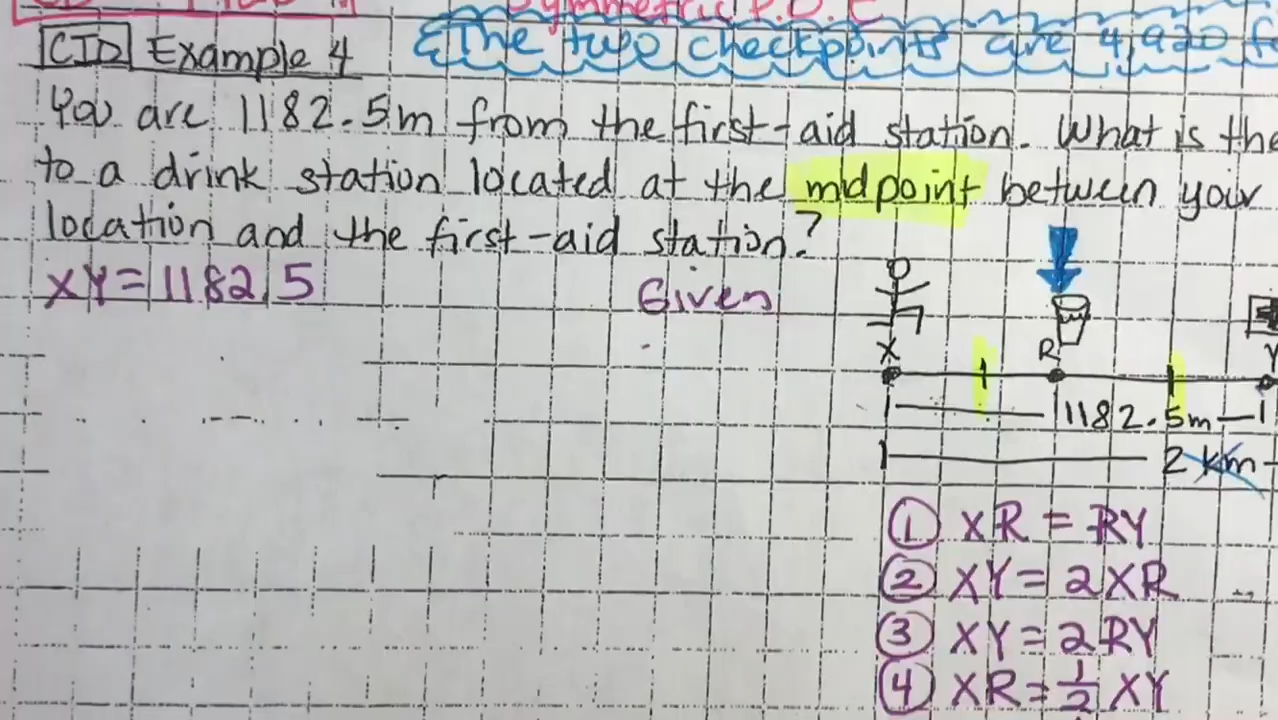 Symmetric P.O.E
CID Example 4
The two checkpoints are 4,920
You are 1182.5m from the first-aid station. What is the
to a drink station located at the midpoint between your
location and the first-aid station?
XY = 1182.5 Given
X R Y
1182.5m
2 km
① XR = RY
② XY = 2XR
③ XY = 2RY
④ XR = 1/2 XY